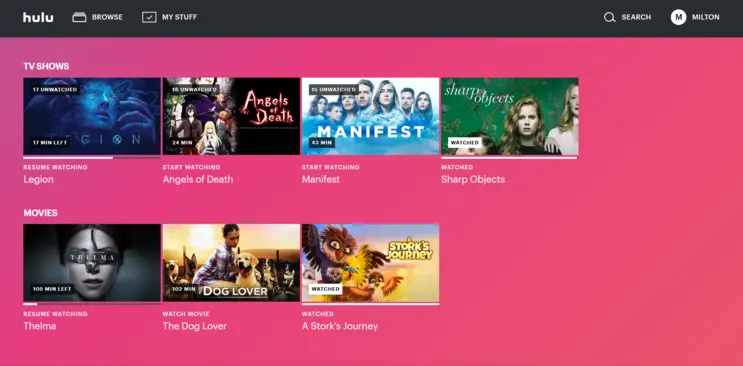 hulu BROWSE MY STUFF SEARCH M MILTON
TV SHOWS
17 UNWATCHED 16 UNWATCHED 15 UNWATCHED sharp
objects
Angels
of
Death
LEGION MANIFEST
17 MIN LEFT 24 MIN 43 MIN WATCHED
RESUME WATCHING START WATCHING START WATCHING WATCHED
Legion Angels of Death Manifest Sharp Objects
MOVIES
A
STORK'S
JOURNEY
THELMA
105 MIN LEFT 102 MIN DOG LOVER WATCHED
RESUME WATCHING WATCH MOVIE WATCHED
Thelma The Dog Lover A Stork's Journey